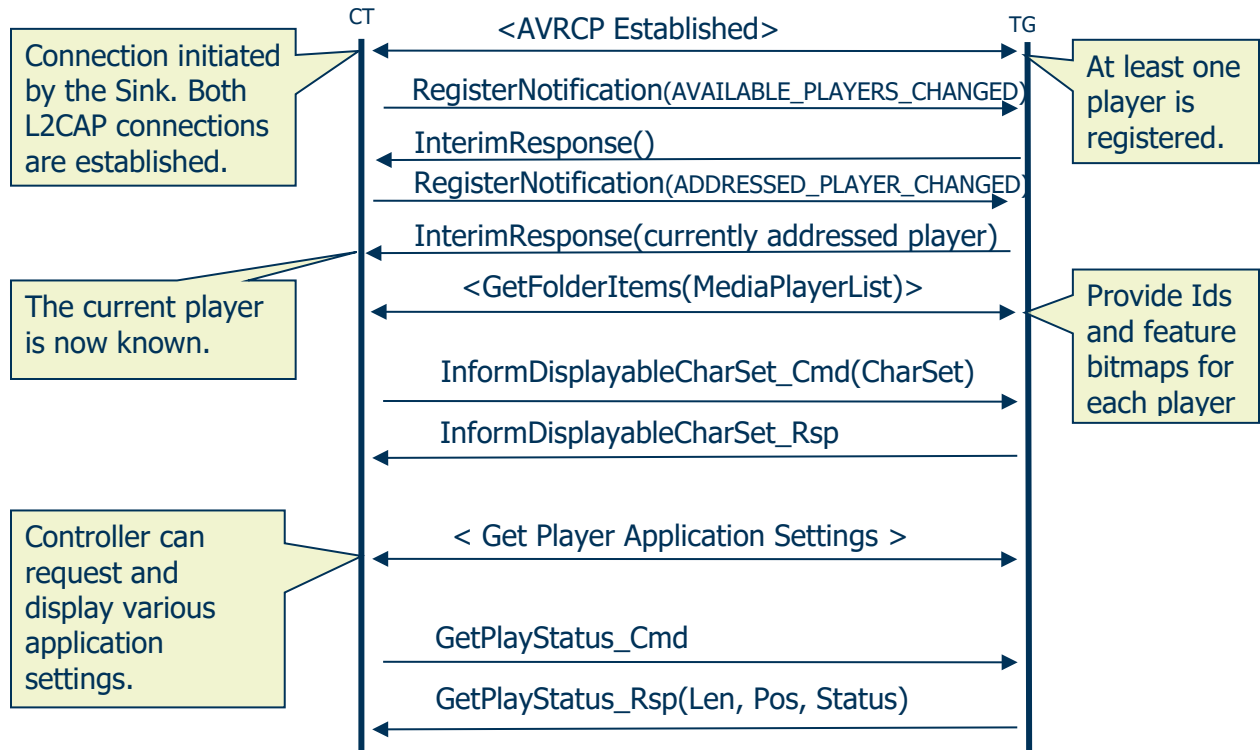 CT
<AVRCP Established>
TG
Connection initiated
by the Sink. Both
L2CAP connections
are established.
At least one
player is
registered.
RegisterNotification(AVAILABLE_PLAYERS_CHANGED)
InterimResponse()
RegisterNotification(ADDRESSED_PLAYER_CHANGED)
InterimResponse(currently addressed player)
The current player
is now known.
<GetFolderItems(MediaPlayerList)>
Provide Ids
and feature
bitmaps for
each player
InformDisplayableCharSet_Cmd(CharSet)
InformDisplayableCharSet_Rsp
Controller can
request and
display various
application
settings.
< Get Player Application Settings >
GetPlayStatus_Cmd
GetPlayStatus_Rsp(Len, Pos, Status)